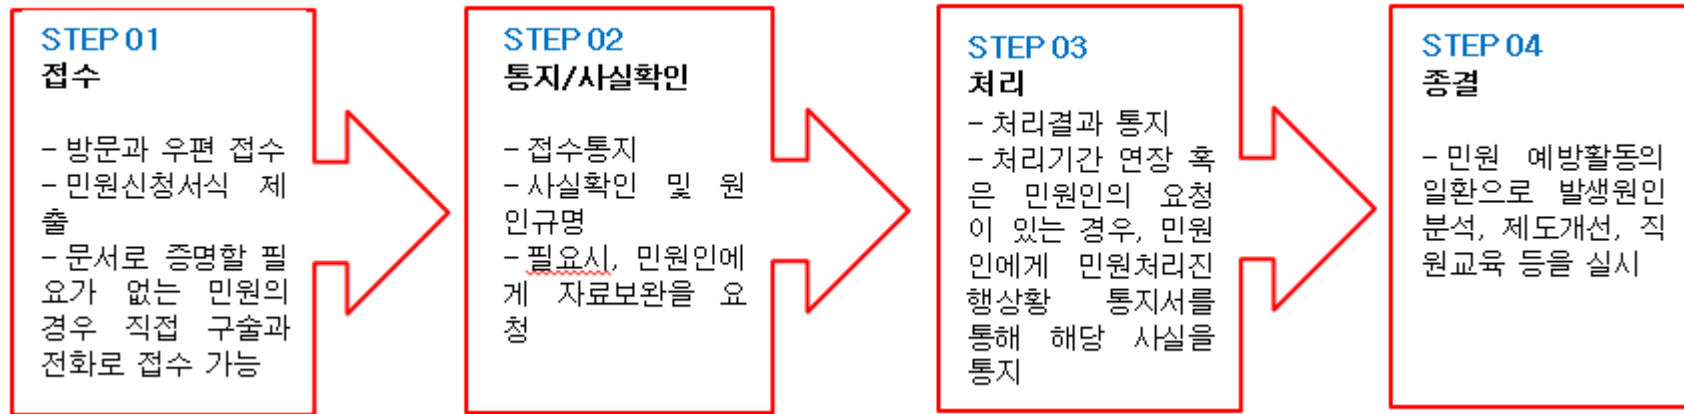 STEP 01
접수
- 방문과 우편 접수
- 민원신청서식 제
출
- 문서로 증명할 필
요가 없는 민원의
경우 직접 구술과
전화로 접수 가능
STEP 02
통지/사실확인
- 접수통지
- 사실확인 및 원
인규명
- 필요시, 민원인에
게 자료보완을 요
청
STEP 03
처리
- 처리결과 통지
- 처리기간 연장 혹
은 민원인의 요청
이 있는 경우, 민원
인에게 민원처리진
행상황 통지서를
통해 해당 사실을
통지
STEP 04
종결
- 민원 예방활동의
일환으로 발생원인
분석, 제도개선, 직
원교육 등을 실시